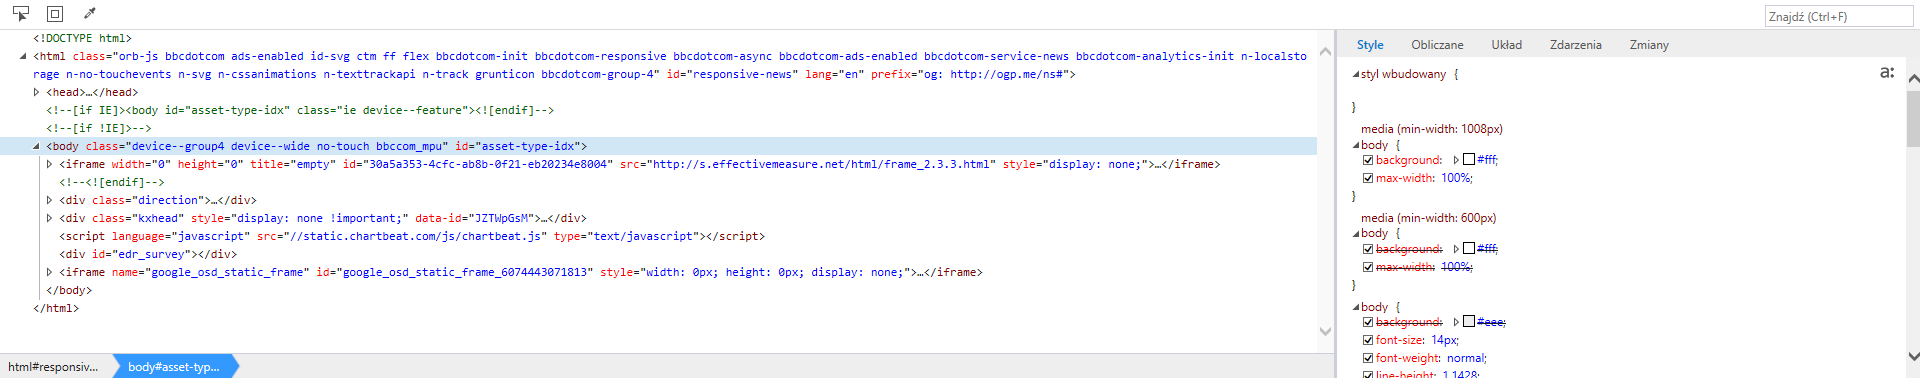 Znajdź (Ctrl+F)
<!DOCTYPE html>
<html class="orb-js bbcdotcom ads-enabled id-svg ctm ff flex bbcdotcom-init bbcdotcom-responsive bbcdotcom-async bbcdotcom-ads-enabled bbcdotcom-service-news bbcdotcom-analytics-init n-localsto
rage n-no-touchevents n-svg n-cssanimations n-texttrackapi n-track grunticon bbcdotcom-group-4" id="responsive-news" lang="en" prefix="og: http://ogp.me/ns#">
<head>…</head>
<!--[if IE]><body id="asset-type-idx" class="ie device--feature"><![endif]-->
<!--[if !IE]>-->
<body class="device--group4 device--wide no-touch bbccom_mpu" id="asset-type-idx">
<iframe width="0" height="0" title="empty" id="30a5a353-4cfc-ab8b-0f21-eb20234e8004" src="http://s.effectivemeasure.net/html/frame_2.3.3.html" style="display: none;">…</iframe>
<!--<![endif]-->
<div class="direction">…</div>
<div class="kxhead" style="display: none !important;" data-id="JZTWpGsM">…</div>
<script language="javascript" src="//static.chartbeat.com/js/chartbeat.js" type="text/javascript"></script>
<div id="edr_survey"></div>
<iframe name="google_osd_static_frame" id="google_osd_static_frame_6074443071813" style="width: 0px; height: 0px; display: none;">…</iframe>
</body>
</html>
html#responsiv...
body#asset-typ...
Style Obliczane Układ Zdarzenia Zmiany
styl wbudowany {
a:
}
media (min-width: 1008px)
body {
background: #fff;
max-width: 100%;
}
media (min-width: 600px)
body {
background: #fff;
max-width: 100%;
}
body {
background: #eee;
font-size: 14px;
font-weight: normal;
line-height: 1.1428;